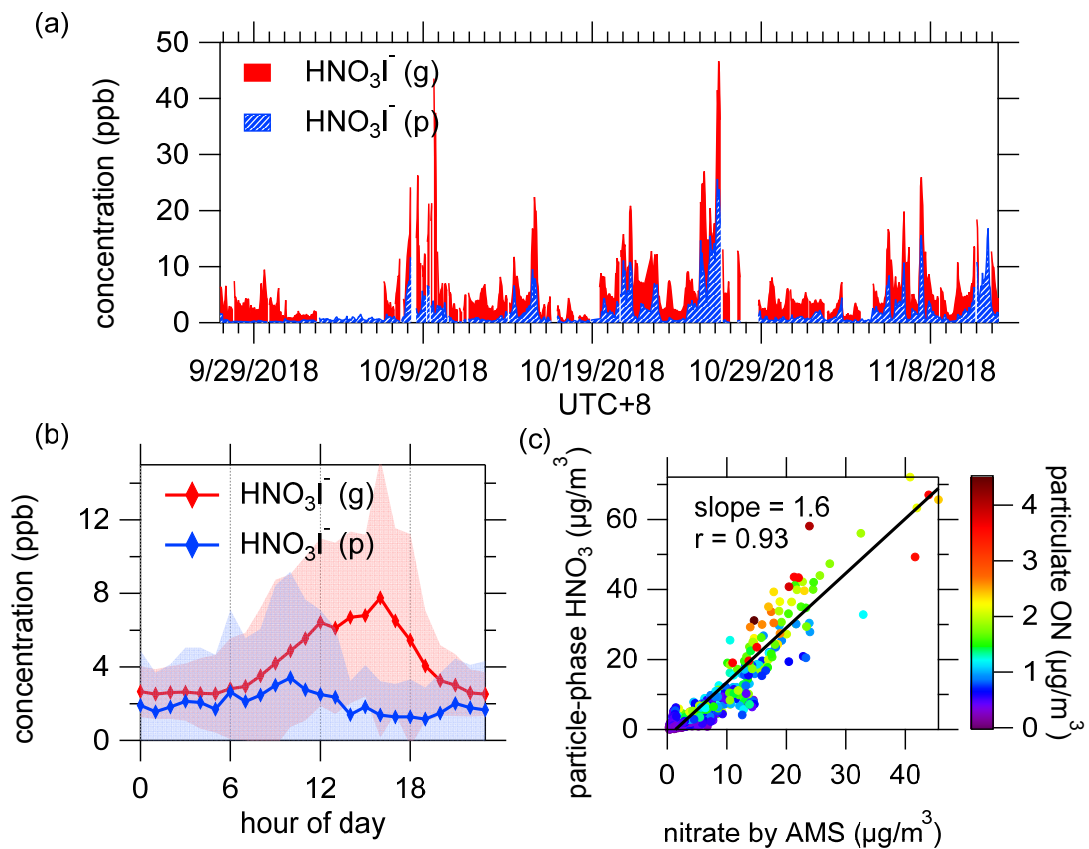 (a)
50
40
30
20
10
0
concentration (ppb)
HNO₃I⁻ (g)
HNO₃I⁻ (p)
9/29/2018 10/9/2018 10/19/2018 10/29/2018 11/8/2018
UTC+8
(b)
12
8
4
0
concentration (ppb)
HNO₃I⁻ (g)
HNO₃I⁻ (p)
0 6 12 18
hour of day
(c)
60
40
20
0
particle-phase HNO₃ (µg/m³)
slope = 1.6
r = 0.93
0 10 20 30 40
nitrate by AMS (µg/m³)
4
3
2
1
0
particulate ON (µg/m³)